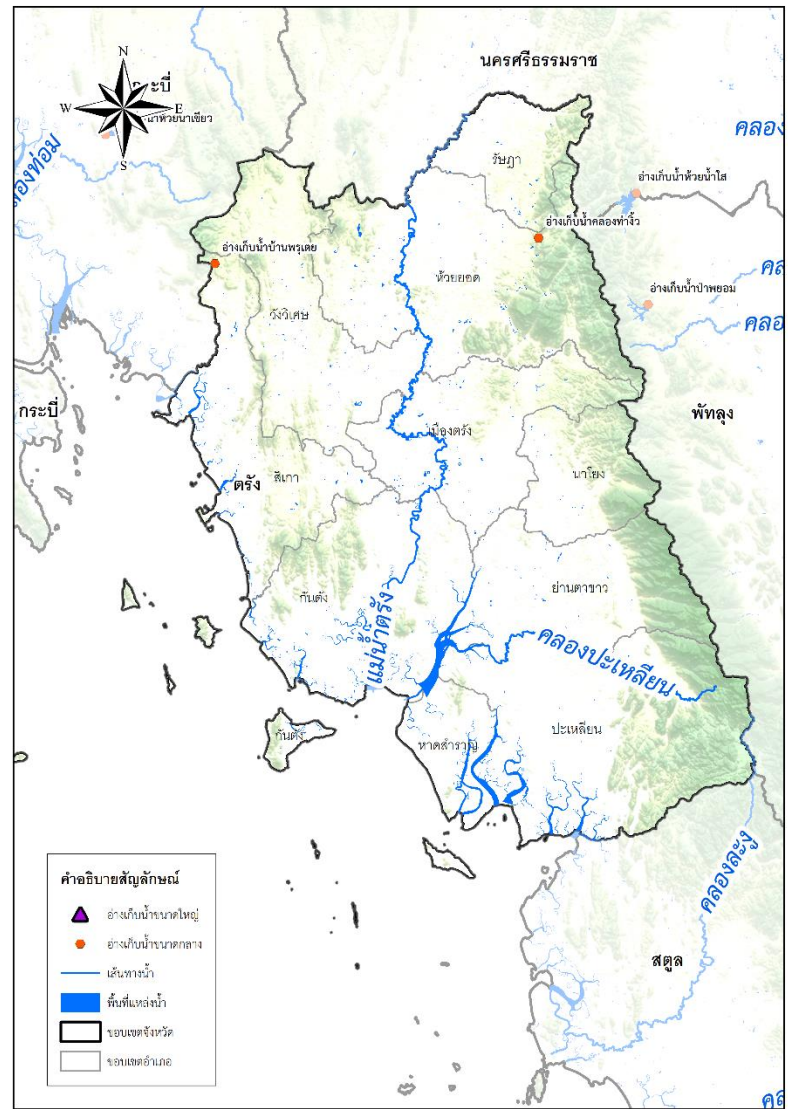 นครศรีธรรมราช
N
W
E
S
ระบี่
าห้วยนาเขียว
องท่อม
คลอง
รัษฎา
อ่างเก็บน้ำห้วยน้ำใส
อ่างเก็บน้ำคลองท่างิ้ว
อ่างเก็บน้ำบ้านพรุเตย
ห้วยยอด
คล
อ่างเก็บน้ำป่าพยอม
คลอ
วังวิเศษ
กระบี่
พัทลุง
เมืองตรัง
นาโยง
ตรัง
สิเกา
ย่านตาขาว
กันตัง
แม่น้ำตรัง
คลองปะเหลียน
ปะเหลียน
กันตัง
หาดสำราญ
คลองละงู
สตูล
คล
คำอธิบายสัญลักษณ์
อ่างเก็บน้ำขนาดใหญ่
อ่างเก็บน้ำขนาดกลาง
เส้นทางน้ำ
พื้นที่แหล่งน้ำ
ขอบเขตจังหวัด
ขอบเขตอำเภอ